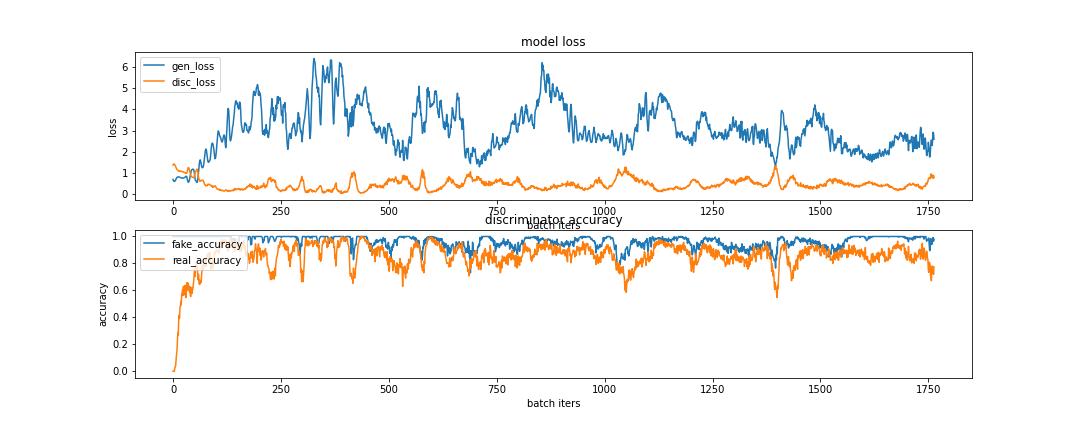 model loss
gen_loss
disc_loss
loss
6
5
4
3
2
1
0
0 250 500 750 1000 1250 1500 1750
batch iters
discriminator accuracy
fake_accuracy
real_accuracy
accuracy
1.0
0.8
0.6
0.4
0.2
0.0
0 250 500 750 1000 1250 1500 1750
batch iters